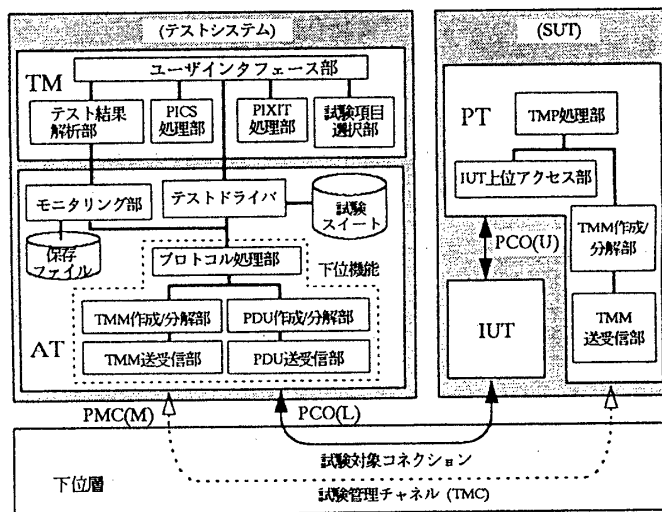 (テストシステム)
(SUT)
TM
ユーザインタフェース部
テスト結果
解析部
PICS
処理部
PIXIT
処理部
試験項目
選択部
PT
TMP処理部
IUT上位アクセス部
モニタリング部
テストドライバ
試験
スイート
保存
ファイル
プロトコル処理部
下位機能
PCO(U)
TMM作成/
分解部
TMM作成/分解部
PDU作成/分解部
AT
TMM送受信部
PDU送受信部
IUT
TMM
送受信部
PMC(M)
PCO(L)
試験対象コネクション
下位層
試験管理チャネル (TMC)